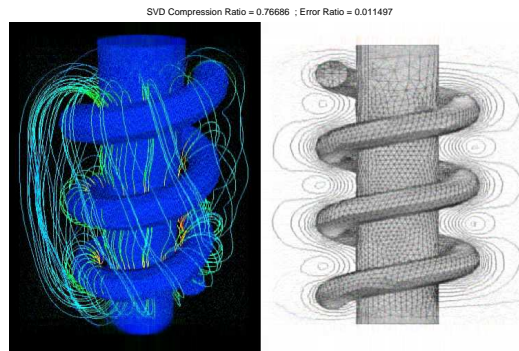 SVD Compression Ratio = 0.76686 ; Error Ratio = 0.011497